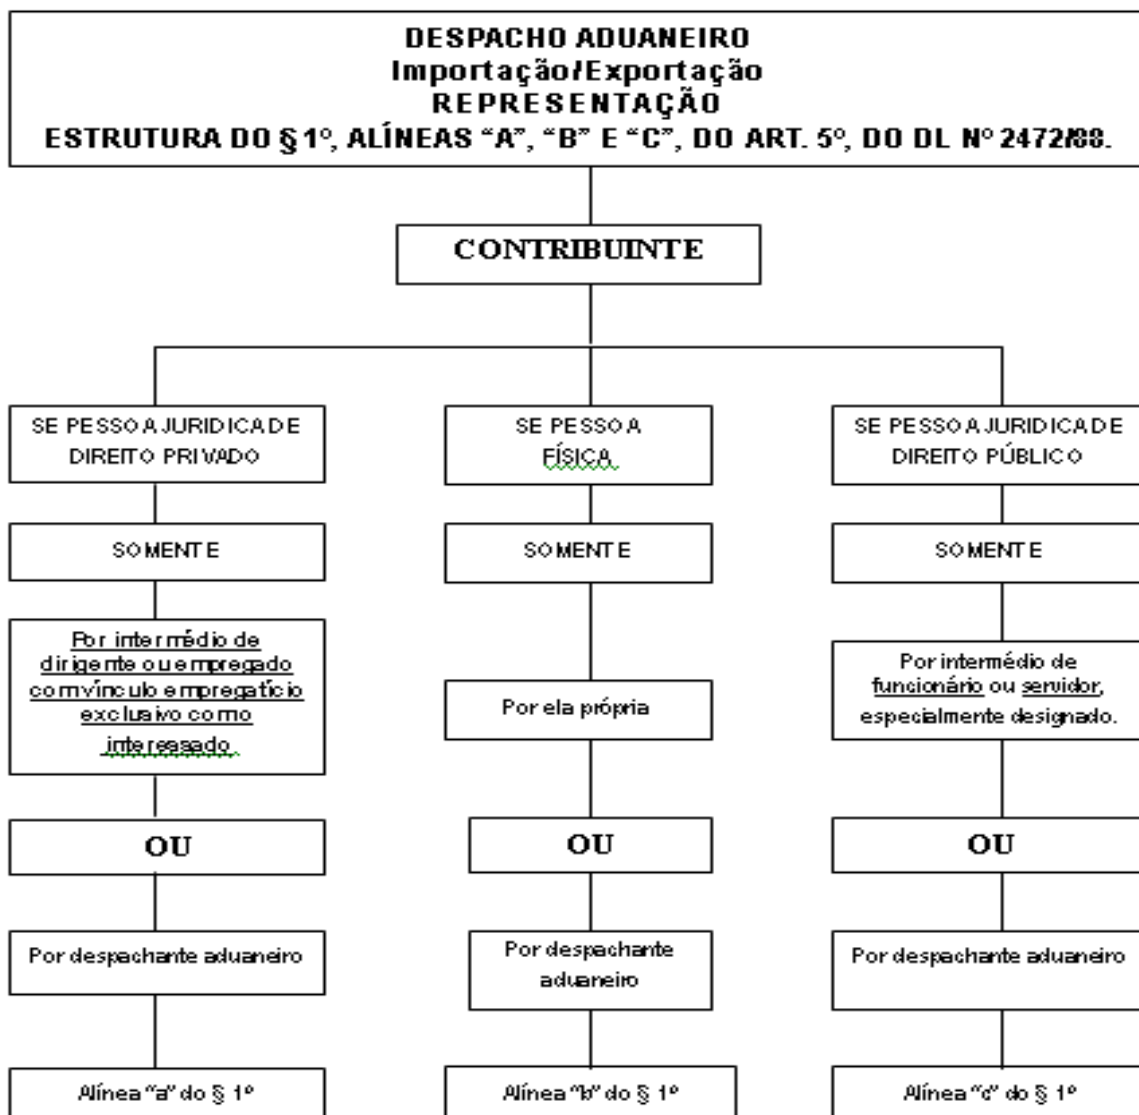 DESPACHO ADUANEIRO
Importação/Exportação
REPRESENTAÇÃO
ESTRUTURA DO § 1º, ALÍNEAS “A”, “B” E “C”, DO ART. 5º, DO DL Nº 2472/88.
CONTRIBUINTE
SE PESSOA JURIDICA DE
DIREITO PRIVADO
SOMENTE
Por intermédio de
dirigente ou empregado
com vínculo empregatício
exclusivo com o
interessado
OU
Por despachante aduaneiro
Alínea “a” do § 1º
SE PESSOA
FÍSICA
SOMENTE
Por ela própria
OU
Por despachante
aduaneiro
Alínea “b” do § 1º
SE PESSOA JURIDICA DE
DIREITO PÚBLICO
SOMENTE
Por intermédio de
funcionário ou servidor,
especialmente designado.
OU
Por despachante aduaneiro
Alínea “c” do § 1º